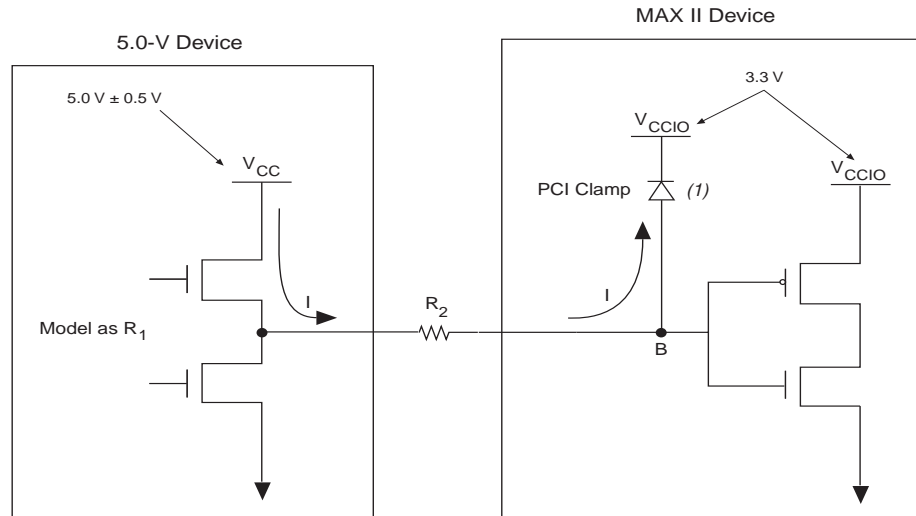 MAX II Device
5.0-V Device
5.0 V ± 0.5 V
3.3 V
VCCIO
VCC
VCCIO
PCI Clamp (1)
I
I
R2
Model as R1
B